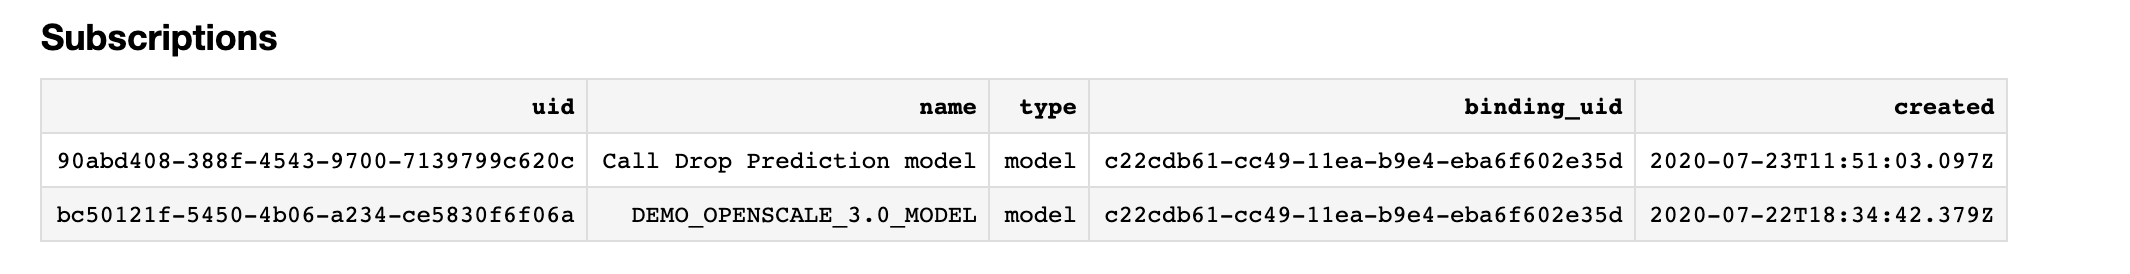 Subscriptions
uid name type binding_uid created
90abd408-388f-4543-9700-7139799c620c Call Drop Prediction model model c22cdb61-cc49-11ea-b9e4-eba6f602e35d 2020-07-23T11:51:03.097Z
bc50121f-5450-4b06-a234-ce5830f6f06a DEMO_OPENSCALE_3.0_MODEL model c22cdb61-cc49-11ea-b9e4-eba6f602e35d 2020-07-22T18:34:42.379Z